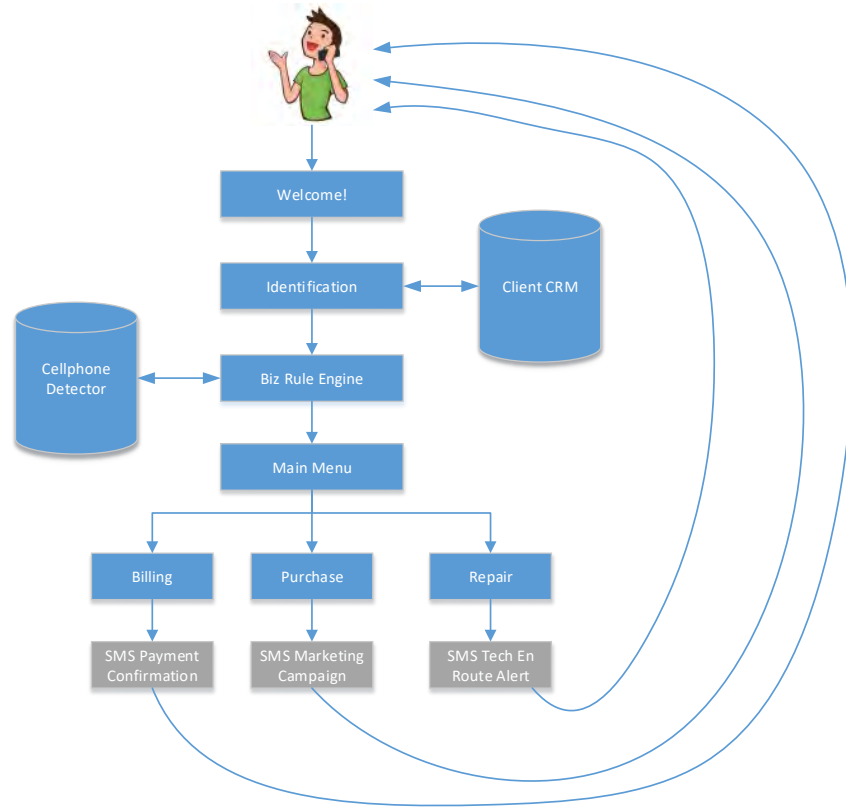 Welcome!
Identification
Client CRM
Cellphone
Detector
Biz Rule Engine
Main Menu
Billing
Purchase
Repair
SMS Payment
Confirmation
SMS Marketing
Campaign
SMS Tech En
Route Alert